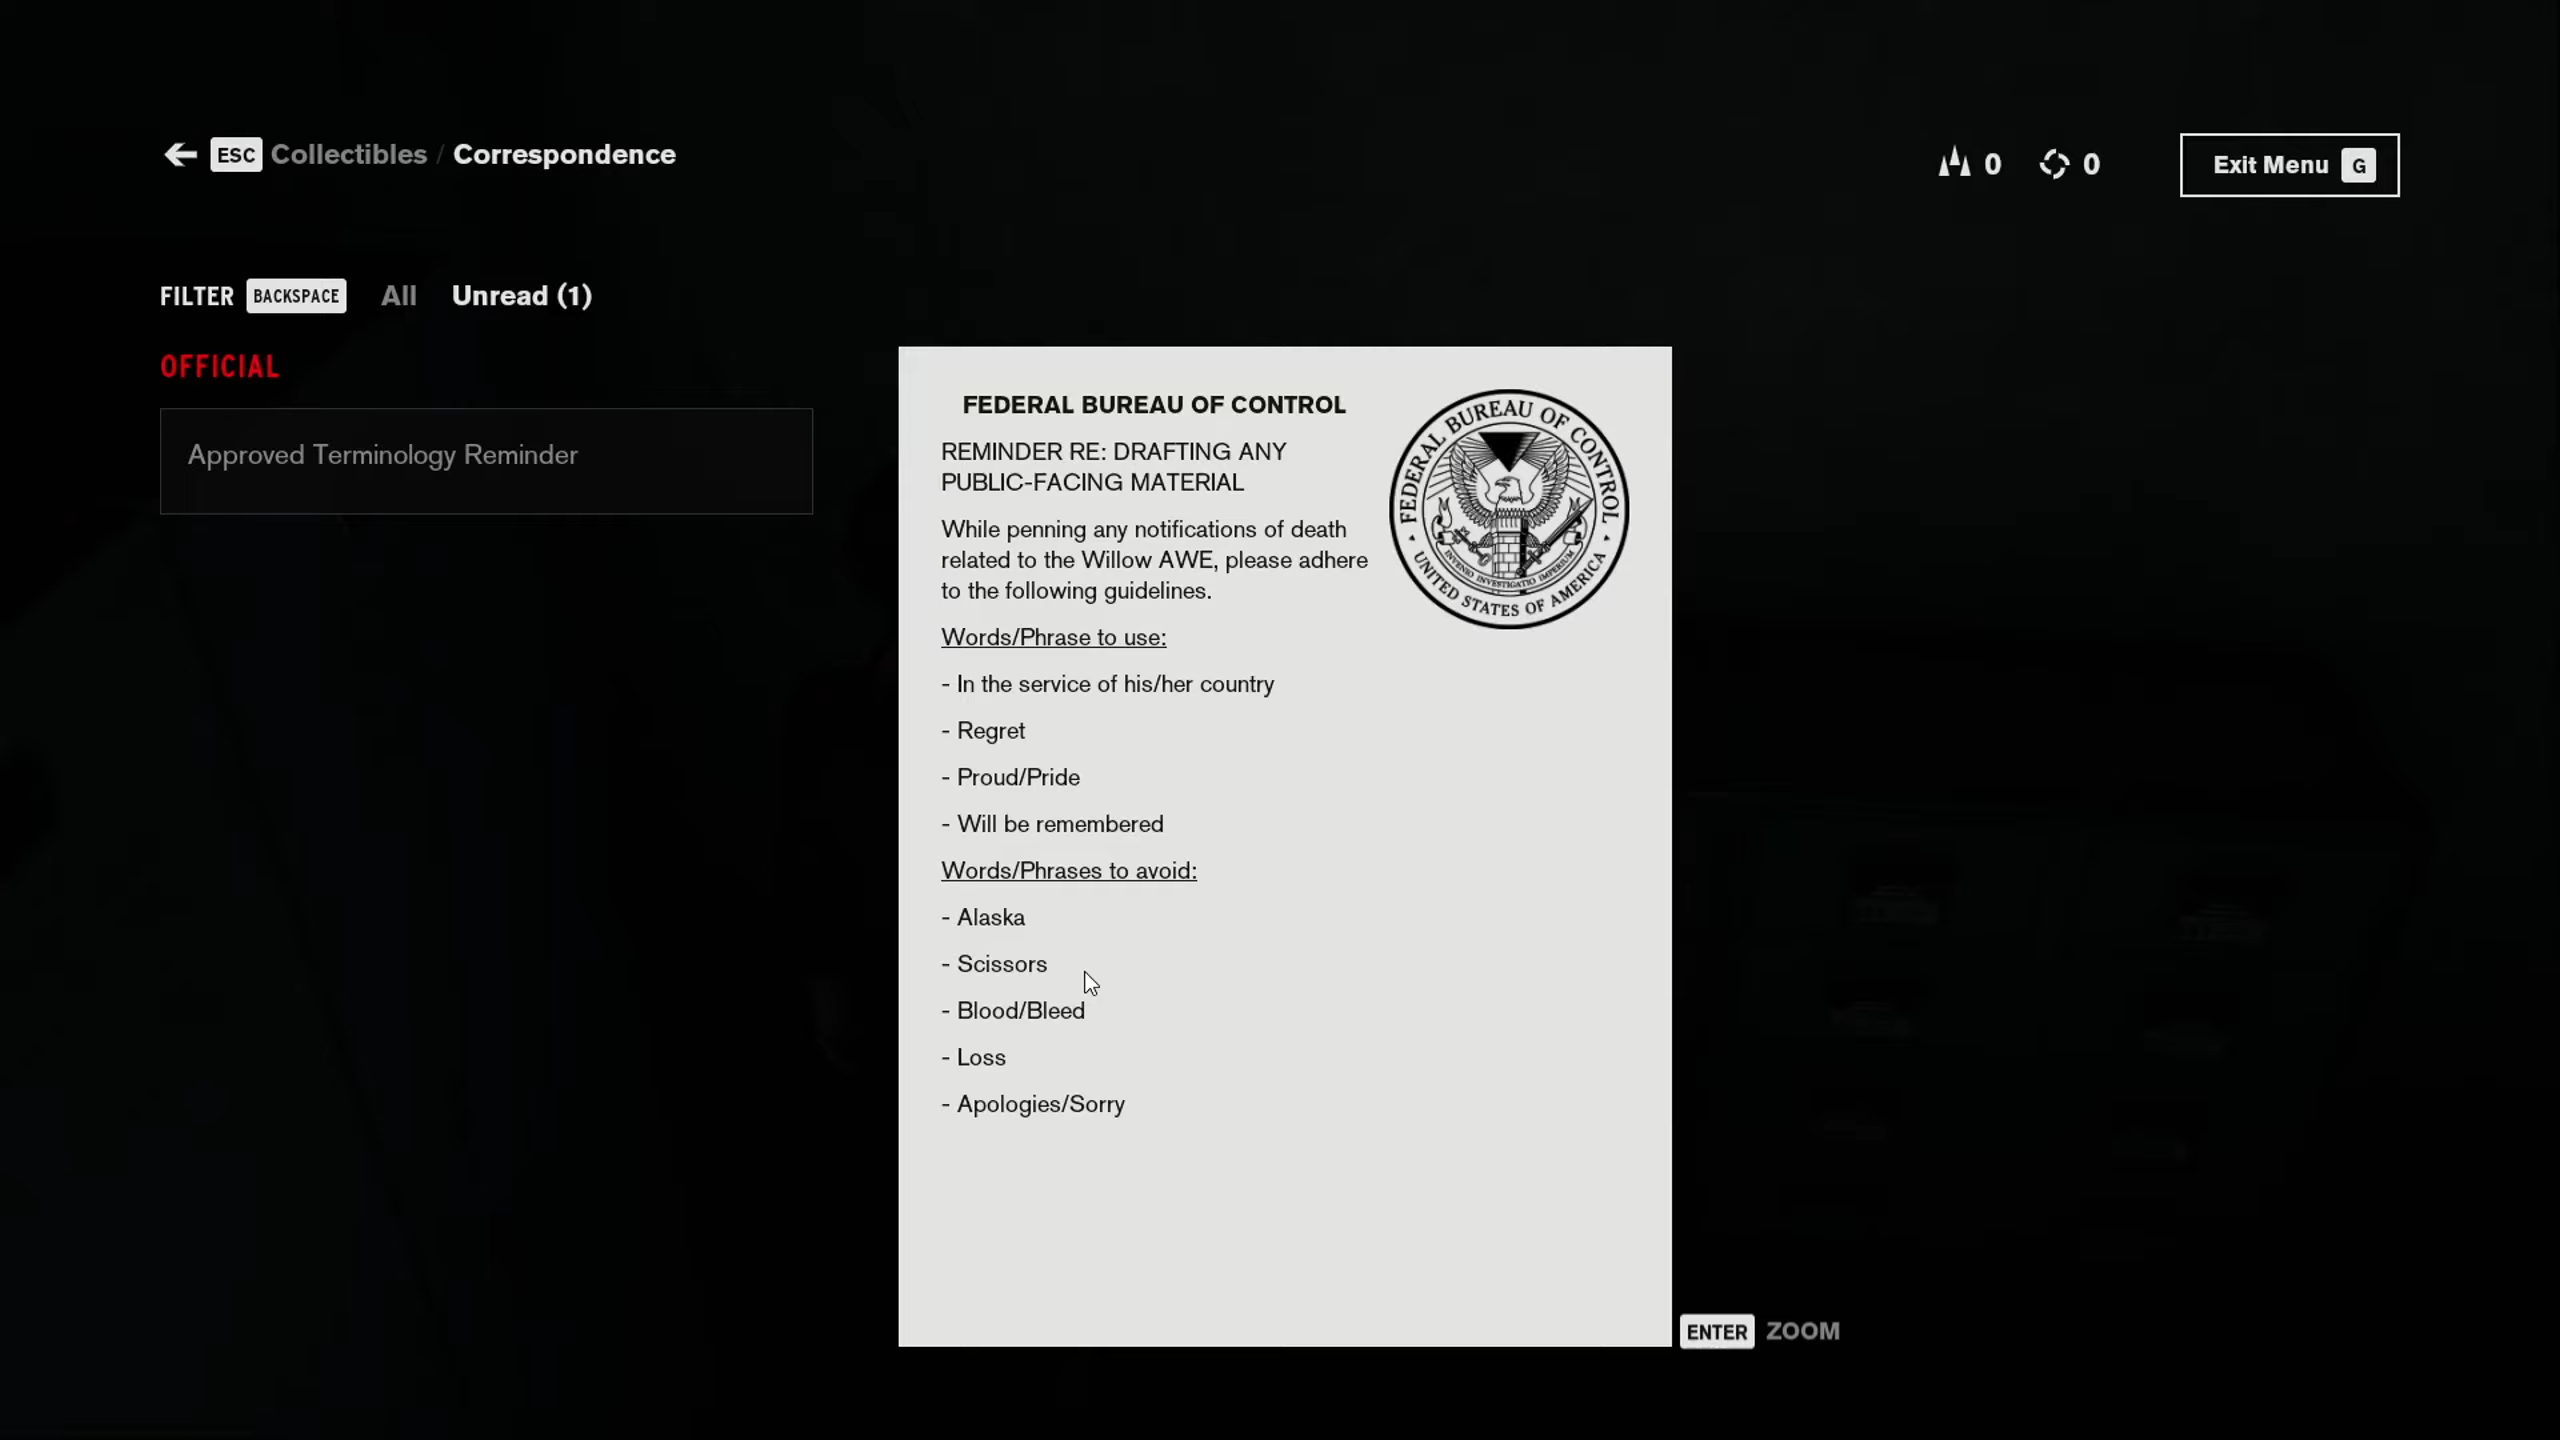 ESC Collectibles / Correspondence
0 0 Exit Menu G
FILTER BACKSPACE All Unread (1)
OFFICIAL
Approved Terminology Reminder
FEDERAL BUREAU OF CONTROL
REMINDER RE: DRAFTING ANY
PUBLIC-FACING MATERIAL
While penning any notifications of death
related to the Willow AWE, please adhere
to the following guidelines.
Words/Phrase to use:
- In the service of his/her country
- Regret
- Proud/Pride
- Will be remembered
Words/Phrases to avoid:
- Alaska
- Scissors
- Blood/Bleed
- Loss
- Apologies/Sorry
FEDERAL BUREAU OF CONTROL
INVENIO INVESTIGATIO IMPERIUM
UNITED STATES OF AMERICA
ENTER ZOOM